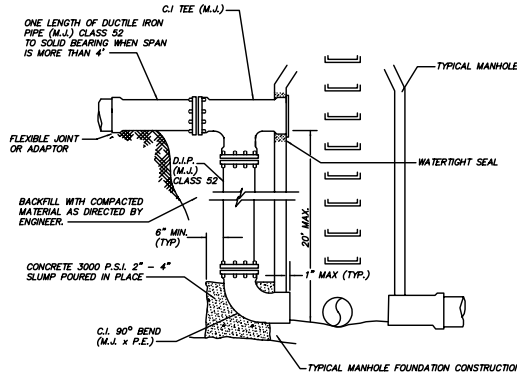 C.I TEE (M.J.)
ONE LENGTH OF DUCTILE IRON
PIPE (M.J.) CLASS 52
TO SOLID BEARING WHEN SPAN
IS MORE THAN 4'
TYPICAL MANHOLE
FLEXIBLE JOINT
OR ADAPTOR
D.I.P.
(M.J.)
CLASS 52
WATERTIGHT SEAL
BACKFILL WITH COMPACTED
MATERIAL AS DIRECTED BY
ENGINEER.
6" MIN.
(TYP)
20' MAX.
CONCRETE 3000 P.S.I. 2" - 4"
SLUMP POURED IN PLACE
1" MAX (TYP.)
C.I. 90° BEND
(M.J. x P.E.)
TYPICAL MANHOLE FOUNDATION CONSTRUCTION